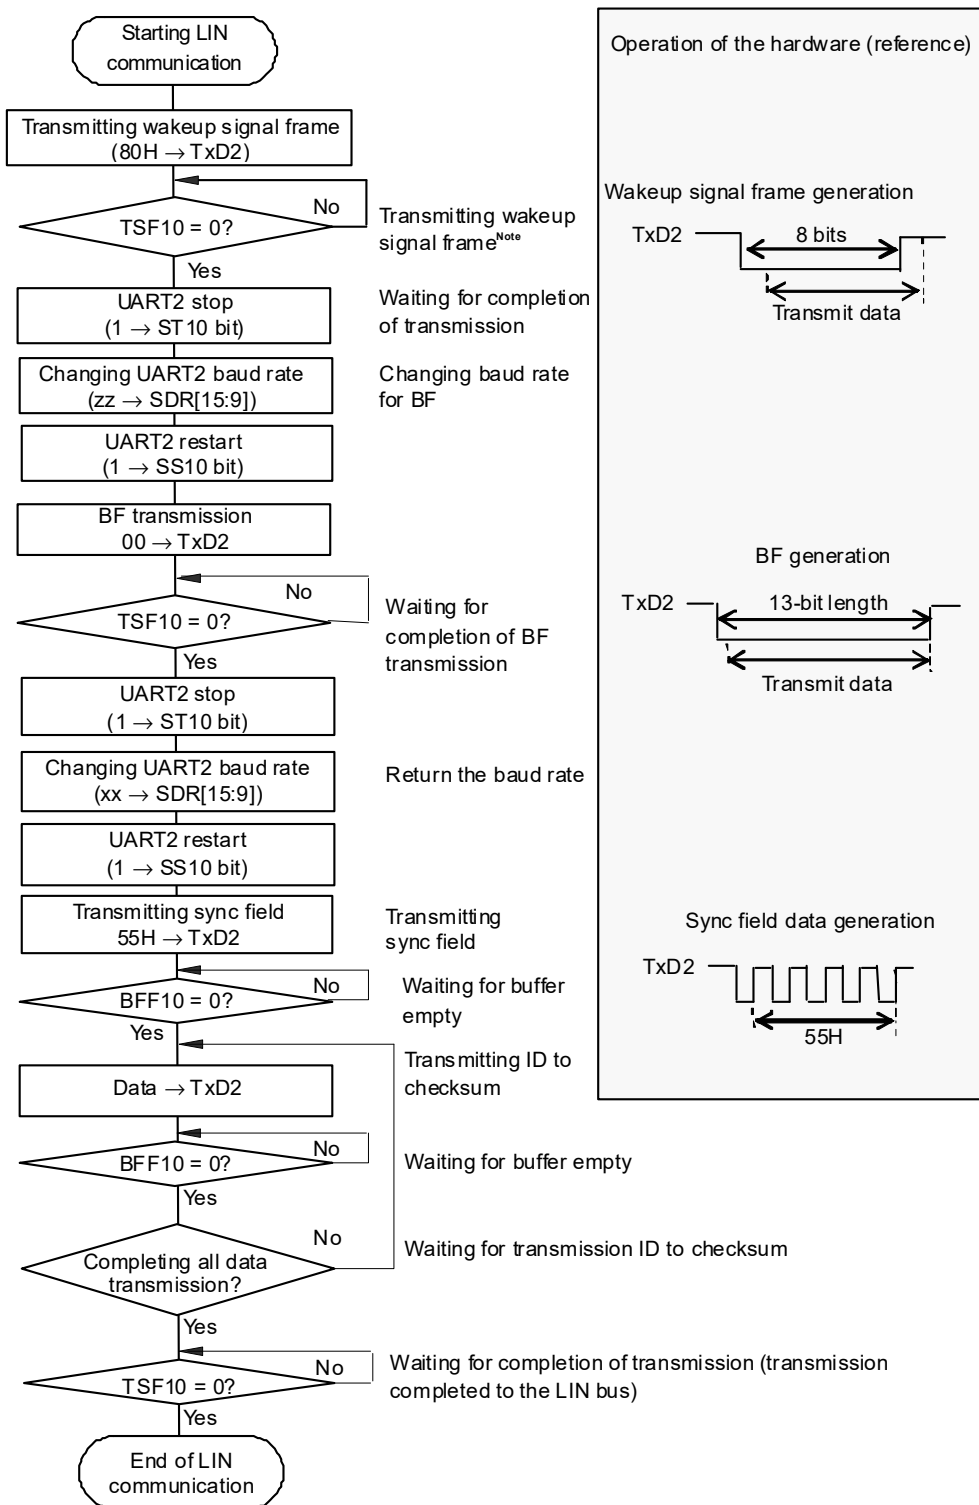 Starting LIN
communication
Transmitting wakeup signal frame
(80H → TxD2)
No
TSF10 = 0?
Transmitting wakeup
signal frameNote
Yes
UART2 stop
(1 → ST10 bit)
Waiting for completion
of transmission
Changing UART2 baud rate
(zz → SDR[15:9])
Changing baud rate
for BF
UART2 restart
(1 → SS10 bit)
BF transmission
00 → TxD2
No
TSF10 = 0?
Waiting for
completion of BF
transmission
Yes
UART2 stop
(1 → ST10 bit)
Changing UART2 baud rate
(xx → SDR[15:9])
Return the baud rate
UART2 restart
(1 → SS10 bit)
Transmitting sync field
55H → TxD2
Transmitting
sync field
No
BFF10 = 0?
Waiting for buffer
empty
Yes
Transmitting ID to
checksum
Data → TxD2
No
BFF10 = 0?
Waiting for buffer empty
Yes
No
Completing all data
transmission?
Waiting for transmission ID to checksum
Yes
No
TSF10 = 0?
Waiting for completion of transmission (transmission
completed to the LIN bus)
Yes
End of LIN
communication
Operation of the hardware (reference)
Wakeup signal frame generation
TxD2
8 bits
Transmit data
BF generation
TxD2
13-bit length
Transmit data
Sync field data generation
TxD2
55H